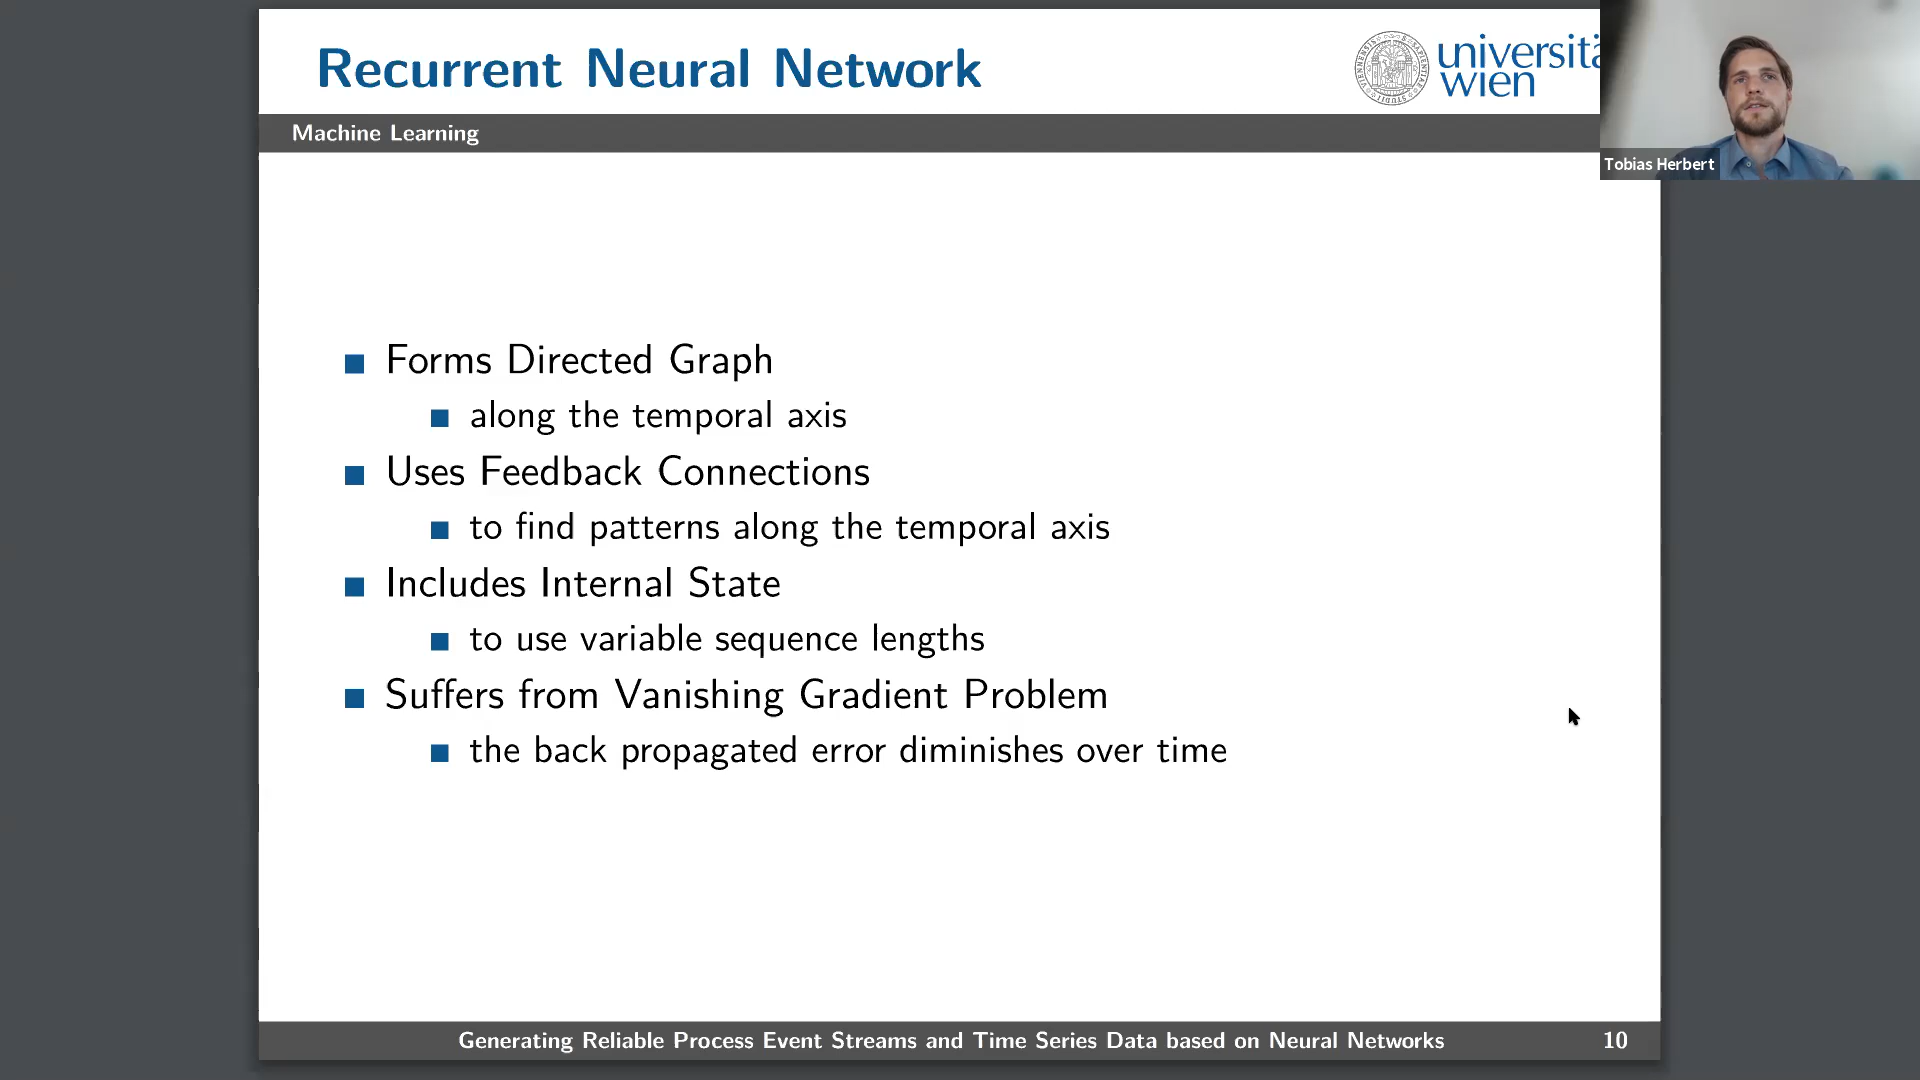 Recurrent Neural Network
universitä
wien
Tobias Herbert
Machine Learning
Forms Directed Graph
along the temporal axis
Uses Feedback Connections
to find patterns along the temporal axis
Includes Internal State
to use variable sequence lengths
Suffers from Vanishing Gradient Problem
the back propagated error diminishes over time
Generating Reliable Process Event Streams and Time Series Data based on Neural Networks 10